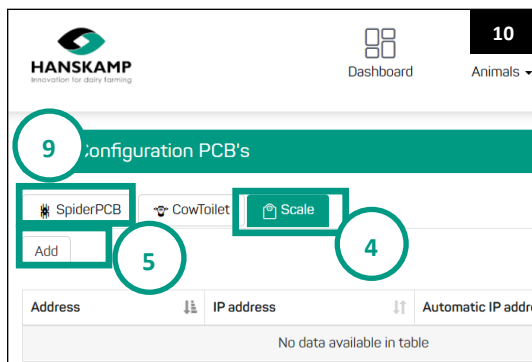 HANSKAMP
Innovation for dairy farming
10
Dashboard
Animals
9
Configuration PCB's
SpiderPCB
CowToilet
Scale
Add
5
4
Address
IP address
Automatic IP addre
No data available in table